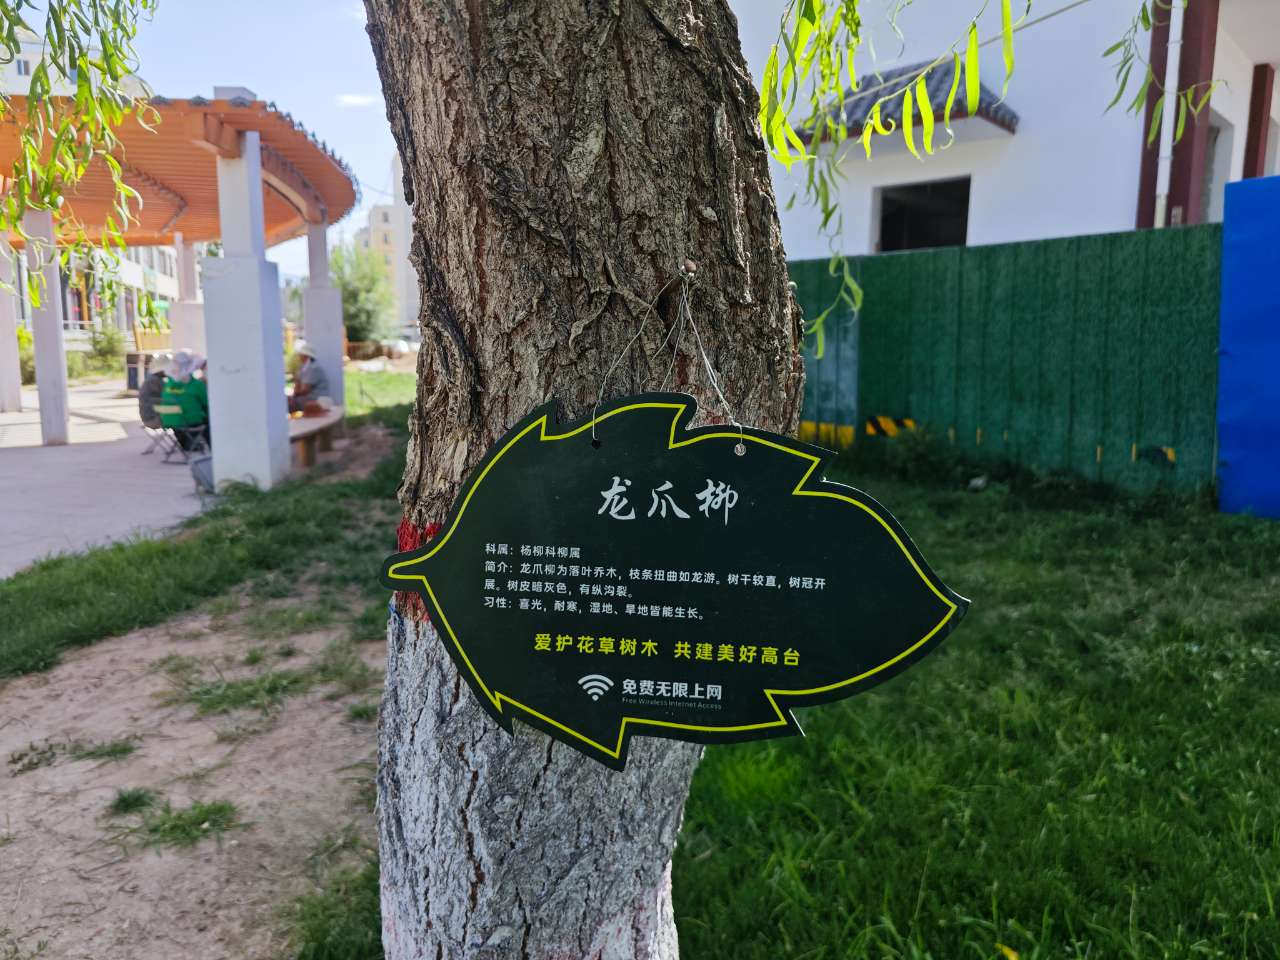 龙爪柳
科属：杨柳科柳属
简介：龙爪柳为落叶乔木，枝条扭曲如龙游。树干较直，树冠开
展。树皮暗灰色，有纵沟裂。
习性：喜光，耐寒，湿地、旱地皆能生长。
爱护花草树木 共建美好高台
免费无限上网
Free Wireless Internet Access